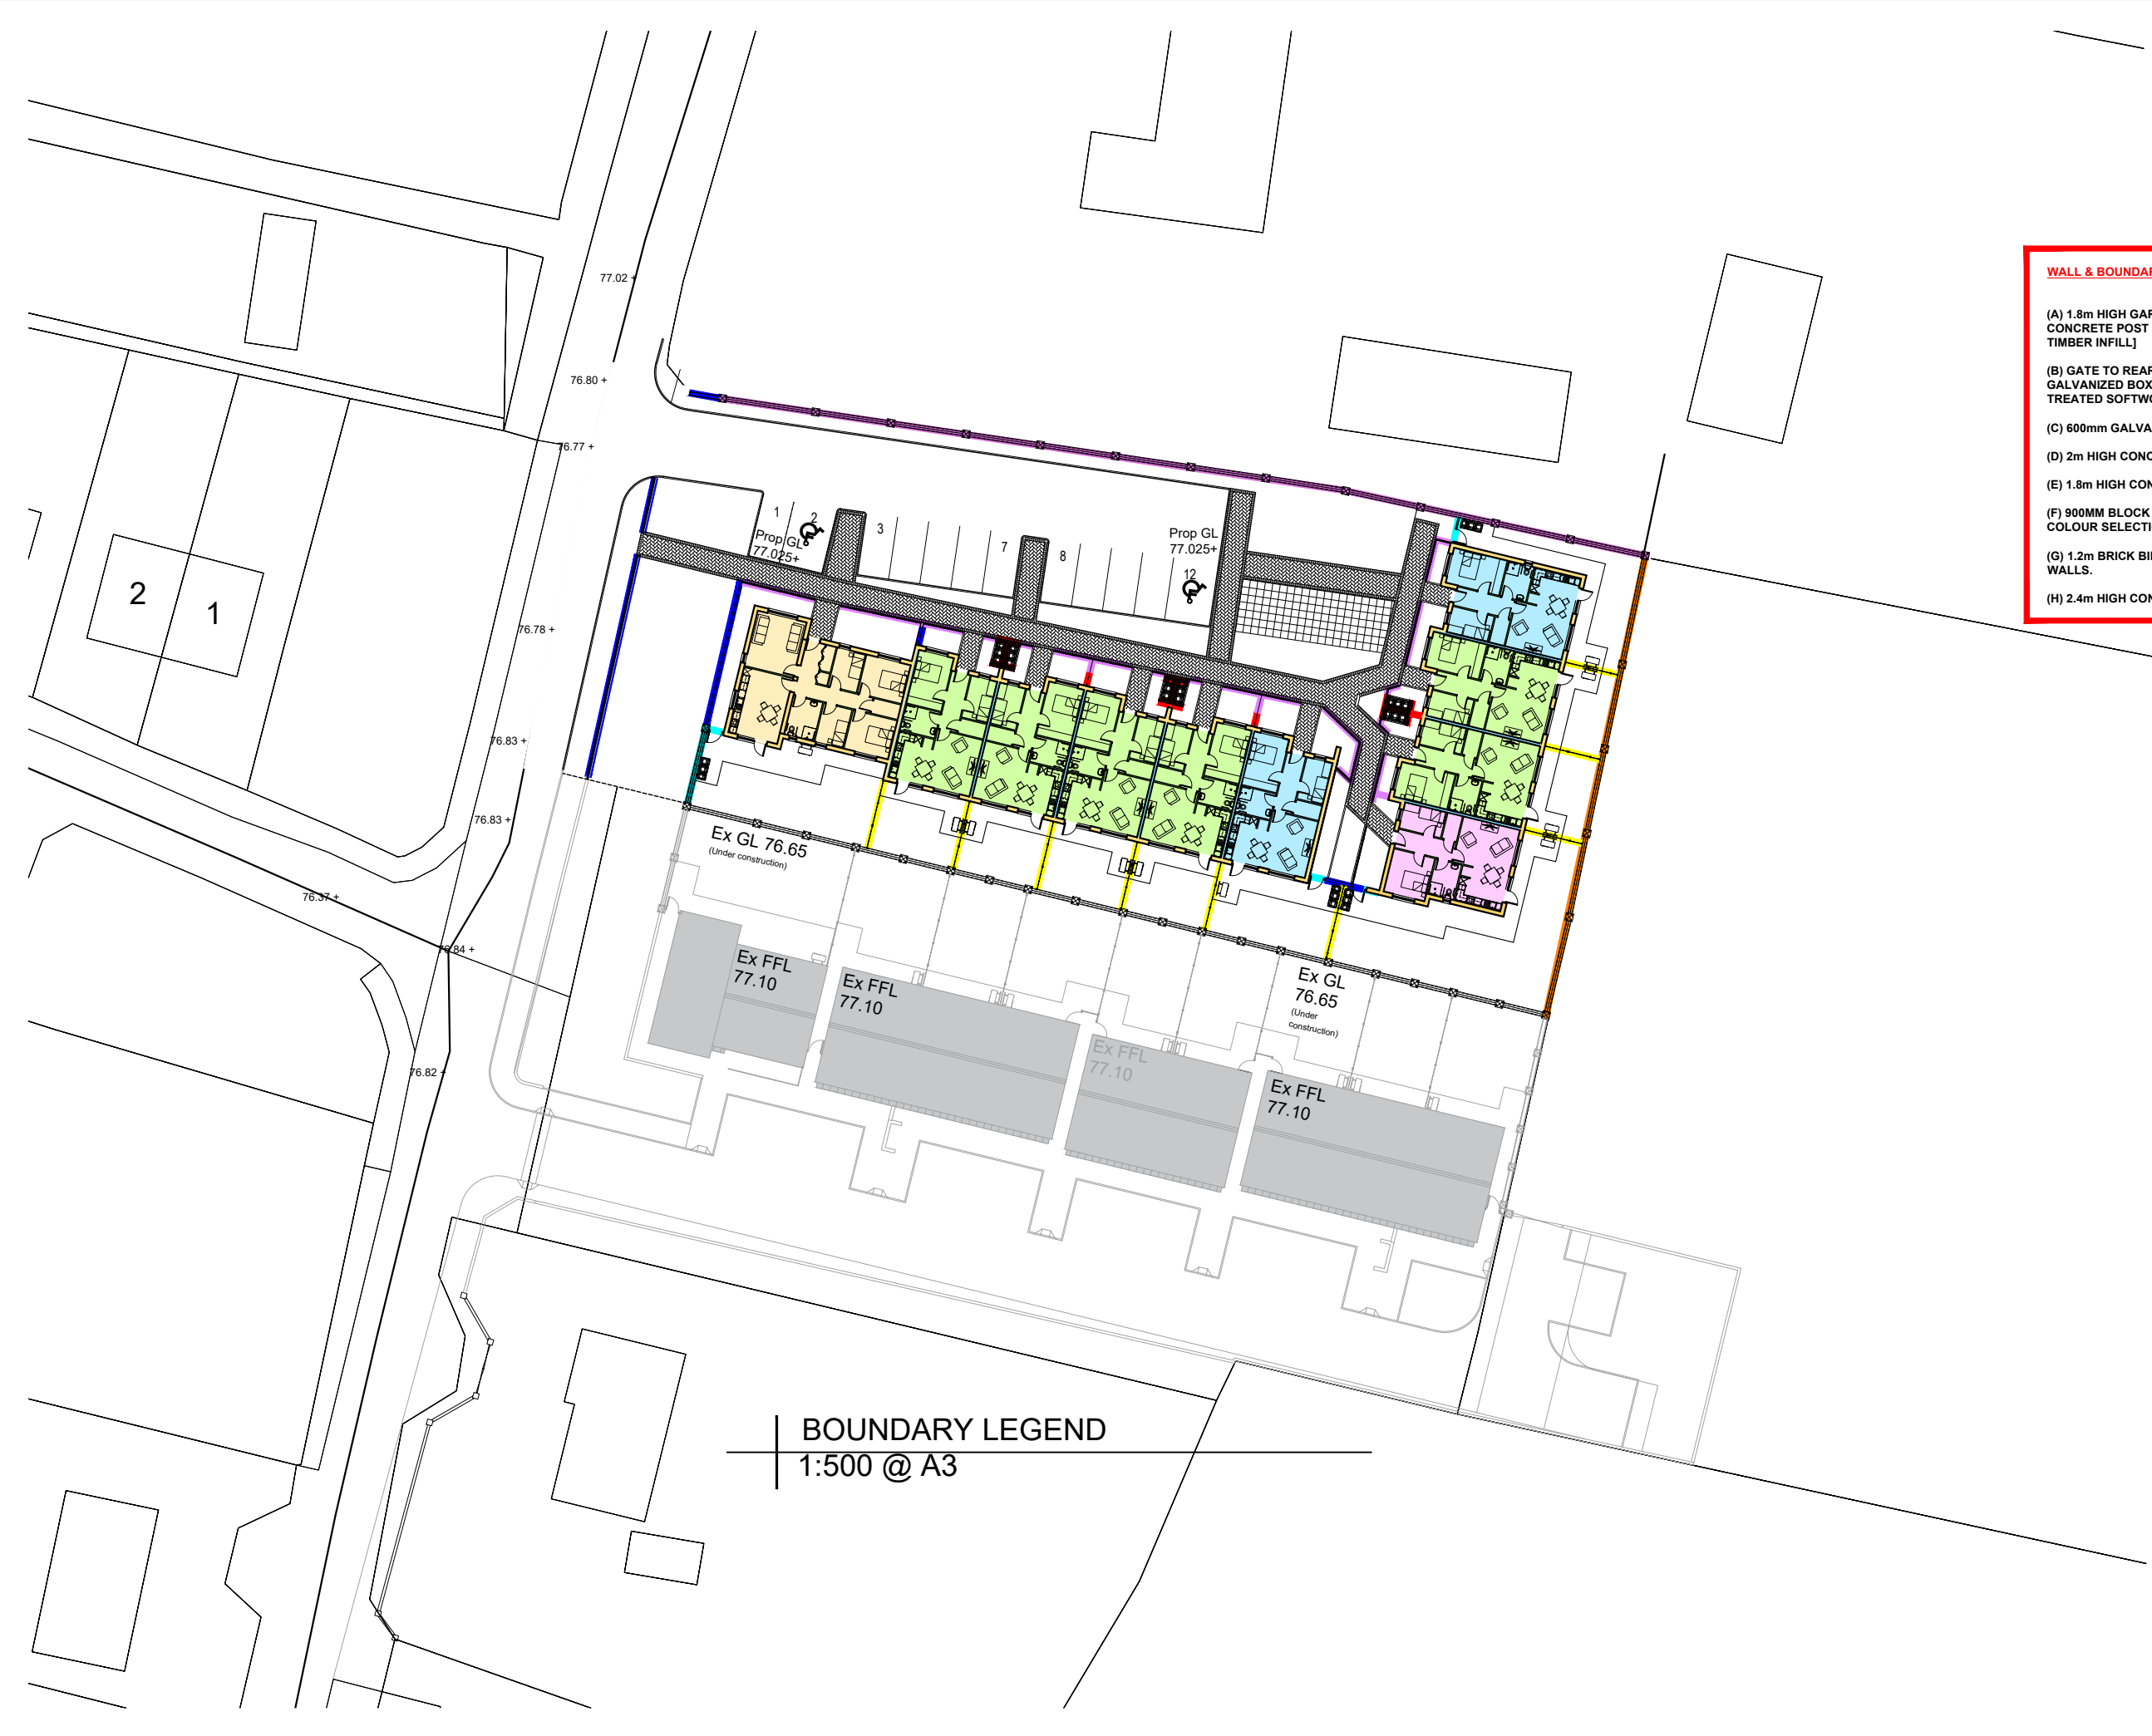 77.02 +
WALL & BOUNDAR
(A) 1.8m HIGH GAR
CONCRETE POST
TIMBER INFILL]
(B) GATE TO REAR
GALVANIZED BOX
TREATED SOFTWO
(C) 600mm GALVA
(D) 2m HIGH CONC
(E) 1.8m HIGH CON
(F) 900MM BLOCK
COLOUR SELECTI
(G) 1.2m BRICK BI
WALLS.
(H) 2.4m HIGH CON
76.80 +
76.77 +
1
2
3
7
8
12
Prop GL
77.025+
Prop GL
77.025+
2
1
76.78 +
76.83 +
76.83 +
Ex GL 76.65
(Under construction)
76.37+
76.84 +
Ex FFL
77.10
Ex FFL
77.10
Ex GL
76.65
(Under
construction)
Ex FFL
77.10
Ex FFL
77.10
76.82 +
BOUNDARY LEGEND
1:500 @ A3